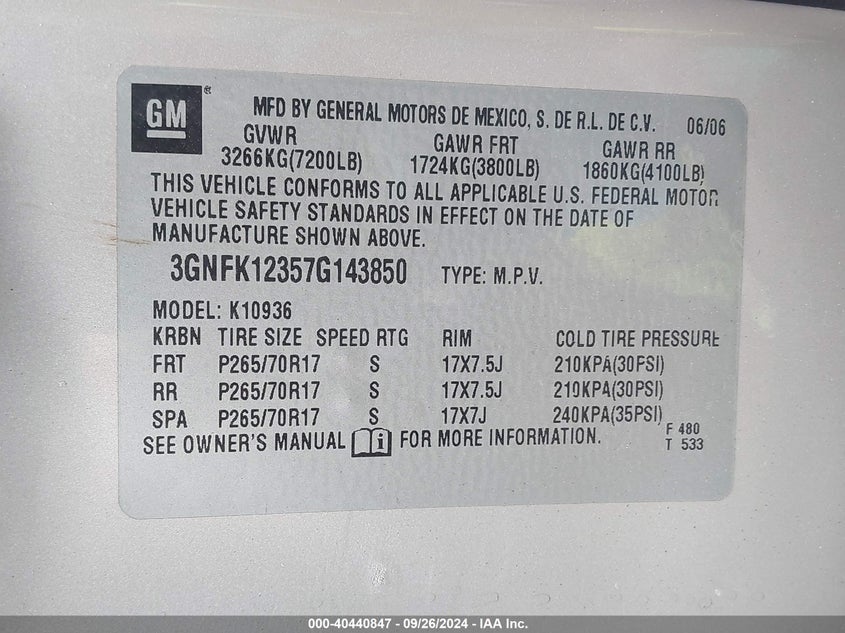 GM ®
MFD BY GENERAL MOTORS DE MEXICO, S. DE R.L. DE C.V. 06/06
GVWR GAWR FRT GAWR RR
3266KG(7200LB) 1724KG(3800LB) 1860KG(4100LB)
THIS VEHICLE CONFORMS TO ALL APPLICABLE U.S. FEDERAL MOTOR
VEHICLE SAFETY STANDARDS IN EFFECT ON THE DATE OF
MANUFACTURE SHOWN ABOVE.
3GNFK12357G143850 TYPE: M.P.V.
MODEL: K10936
KRBN TIRE SIZE SPEED RTG RIM COLD TIRE PRESSURE
FRT P265/70R17 S 17X7.5J 210KPA(30PSI)
RR P265/70R17 S 17X7.5J 210KPA(30PSI)
SPA P265/70R17 S 17X7J 240KPA(35PSI)
SEE OWNER'S MANUAL i FOR MORE INFORMATION. F 480
T 533
000-40440847 - 09/26/2024 - IAA Inc.